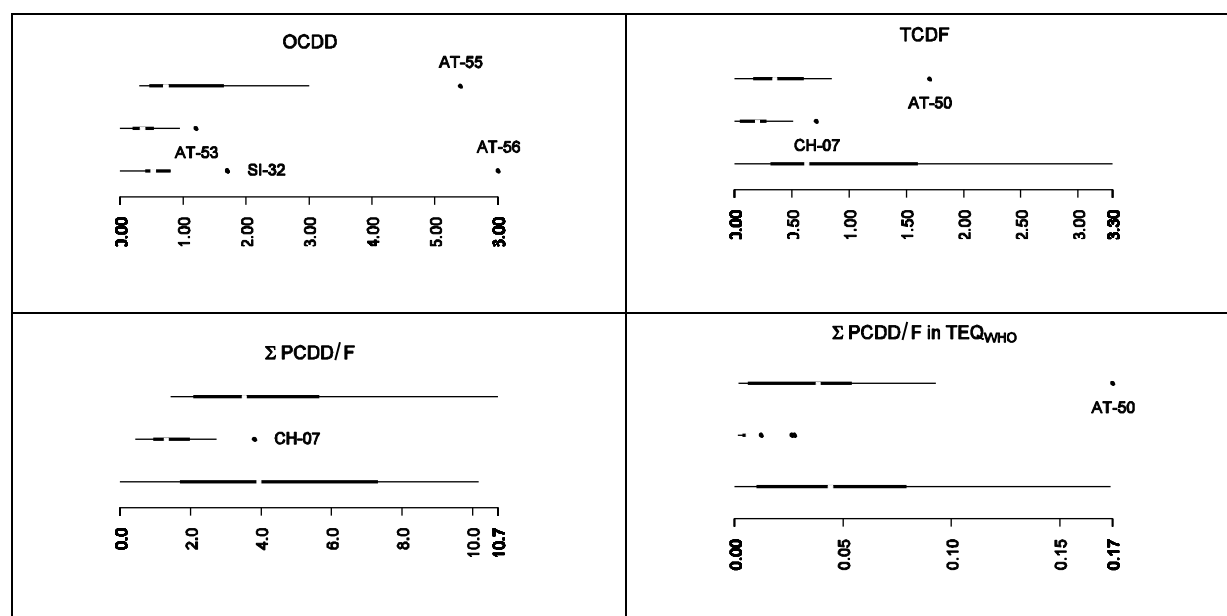 OCDD
AT-55
AT-53
AT-56
SI-32
0.00 1.00 2.00 3.00 4.00 5.00 6.00
TCDF
AT-50
CH-07
0.00 0.50 1.00 1.50 2.00 2.50 3.00 3.30
Σ PCDD/F
CH-07
0.0 2.0 4.0 6.0 8.0 10.0 10.7
Σ PCDD/F in TEQWHO
AT-50
0.00 0.05 0.10 0.15 0.17